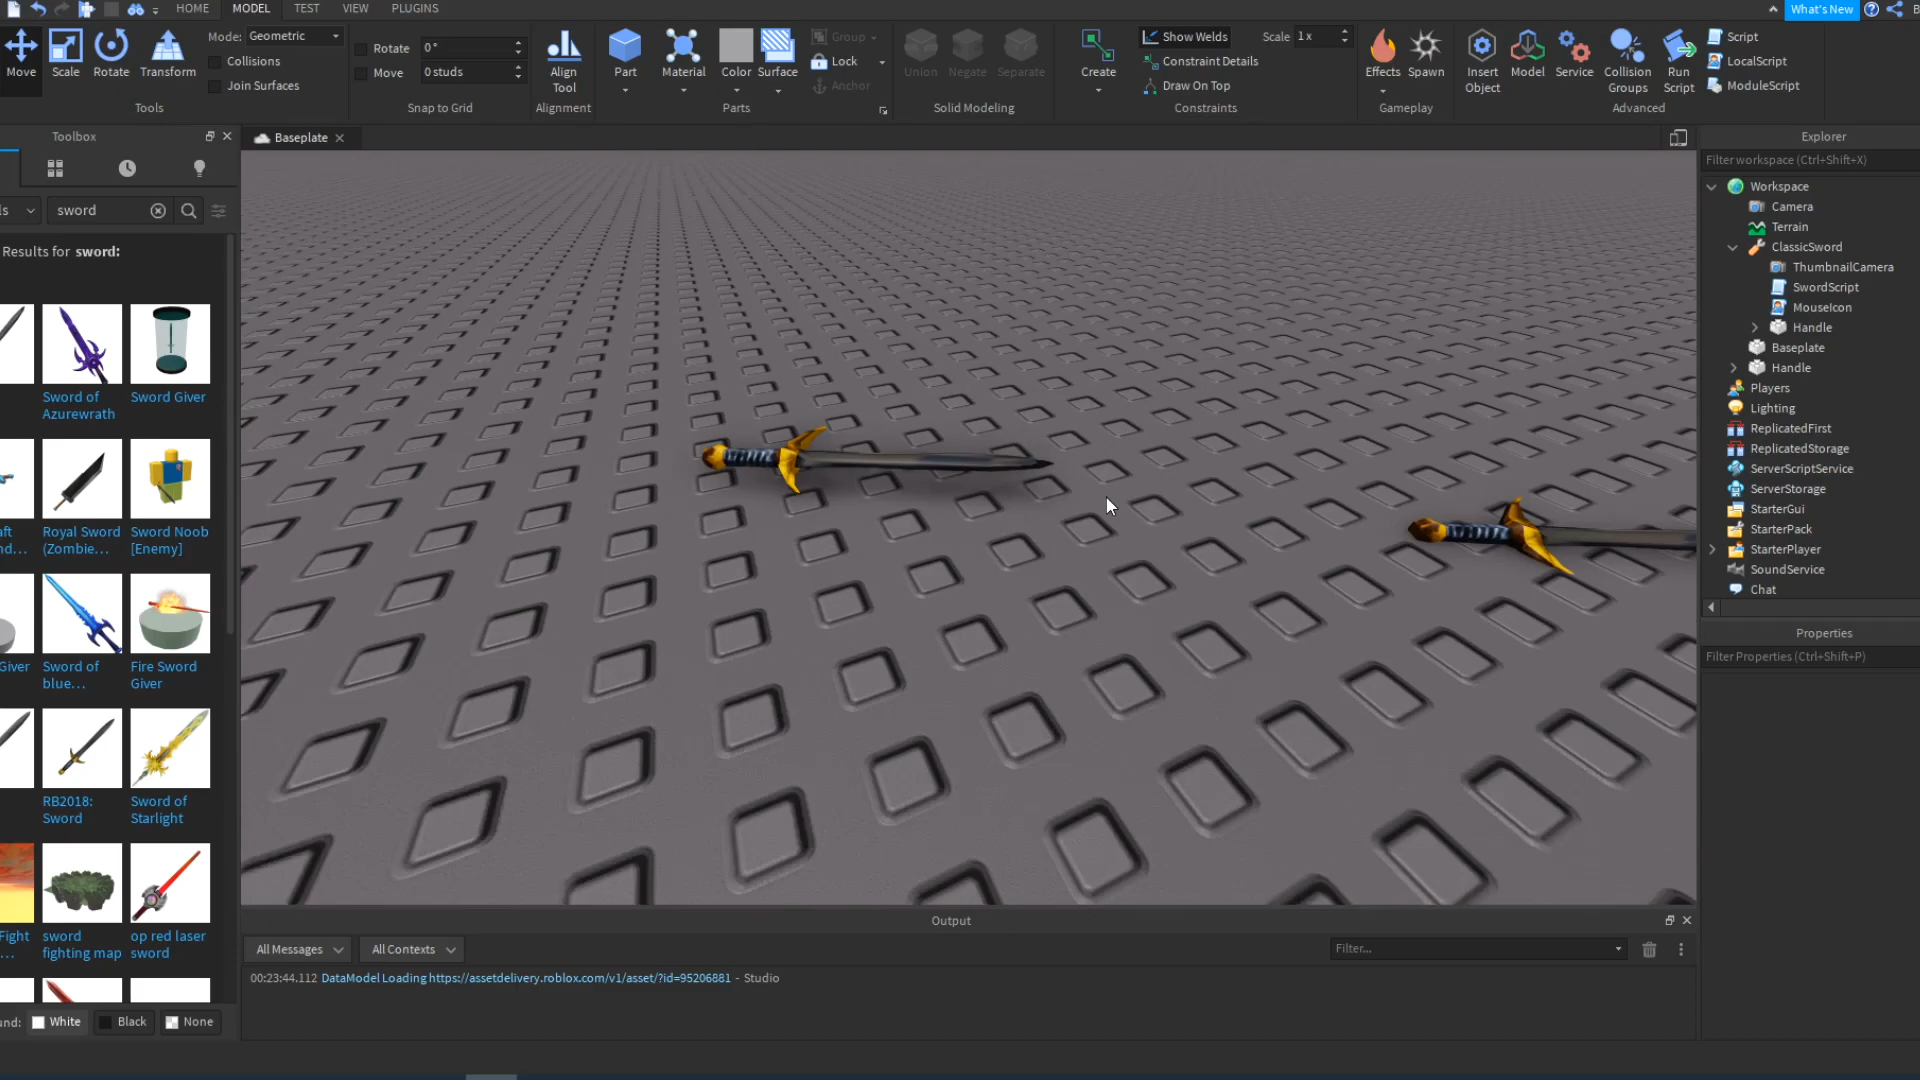 HOME MODEL TEST VIEW PLUGINS What's New
Move Scale Rotate Transform
Mode: Geometric
Collisions
Join Surfaces
Tools
Rotate 0°
Move 0 studs
Snap to Grid
Align Tool
Alignment
Part Material Color Surface
Group
Lock
Anchor
Parts
Union Negate Separate
Solid Modeling
Create
Show Welds Scale 1 x
Constraint Details
Draw On Top
Constraints
Effects Spawn
Gameplay
Insert Object Model Service Collision Groups Run Script
Script
LocalScript
ModuleScript
Advanced
Toolbox
ls sword
Results for sword:
Sword of Azurewrath
Sword Giver
aft
nd...
Royal Sword (Zombie...
Sword Noob [Enemy]
Giver
Sword of blue...
Fire Sword Giver
RB2018: Sword
Sword of Starlight
Fight
...
sword fighting map
op red laser sword
und: White Black None
Baseplate
Output
All Messages All Contexts Filter...
00:23:44.112 DataModel Loading https://assetdelivery.roblox.com/v1/asset/?id=95206881 - Studio
Explorer
Filter workspace (Ctrl+Shift+X)
Workspace
Camera
Terrain
ClassicSword
ThumbnailCamera
SwordScript
MouseIcon
Handle
Baseplate
Handle
Players
Lighting
ReplicatedFirst
ReplicatedStorage
ServerScriptService
ServerStorage
StarterGui
StarterPack
StarterPlayer
SoundService
Chat
Properties
Filter Properties (Ctrl+Shift+P)